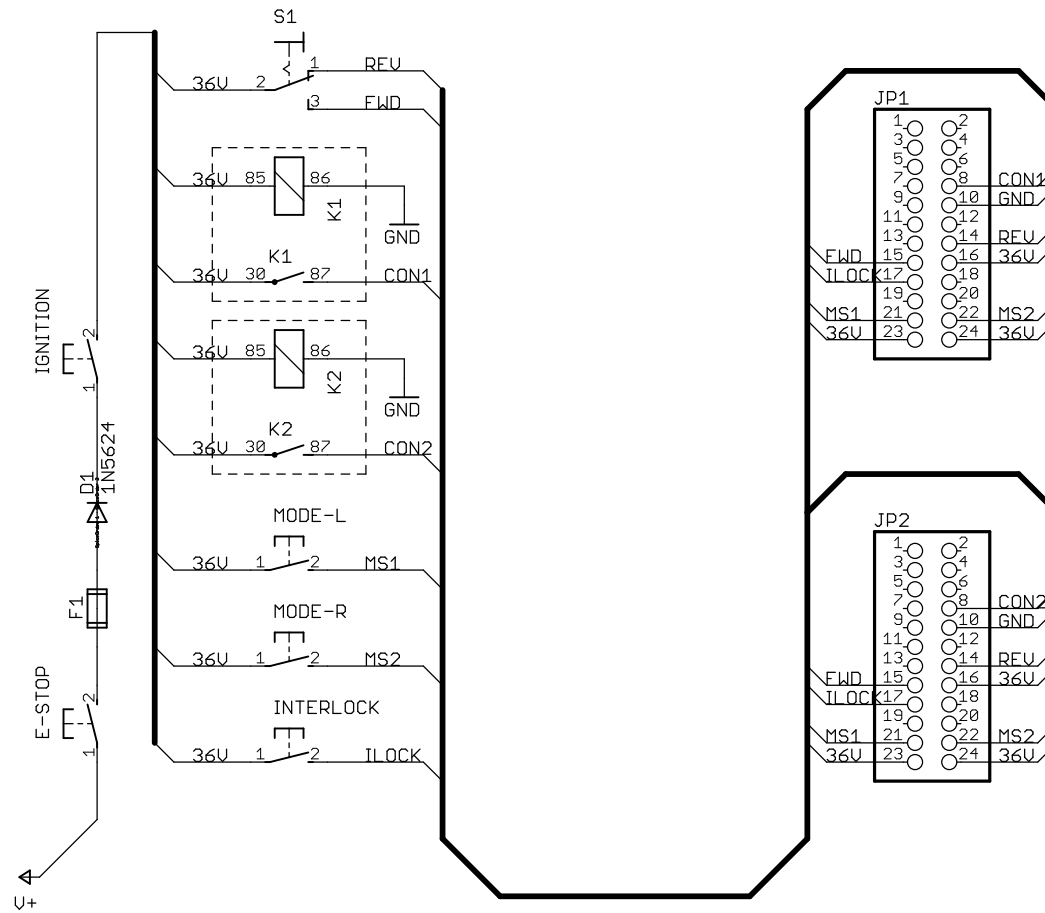 S1
36V 2 1 REV
3 FWD
36V 85 86
K1
GND
K1
36V 30 87 CON1
36V 85 86
K2
GND
K2
36V 30 87 CON2
MODE-L
36V 1 2 MS1
MODE-R
36V 1 2 MS2
INTERLOCK
36V 1 2 ILOCK
IGNITION
2
1
D1
1N5624
F1
E-STOP
2
1
V+
JP1
1 2
3 4
5 6
7 8 CON1
9 10 GND
11 12
13 14 REV
FWD 15 16 36V
ILOCK 17 18
19 20
MS1 21 22 MS2
36V 23 24 36V
JP2
1 2
3 4
5 6
7 8 CON2
9 10 GND
11 12
13 14 REV
FWD 15 16 36V
ILOCK 17 18
19 20
MS1 21 22 MS2
36V 23 24 36V